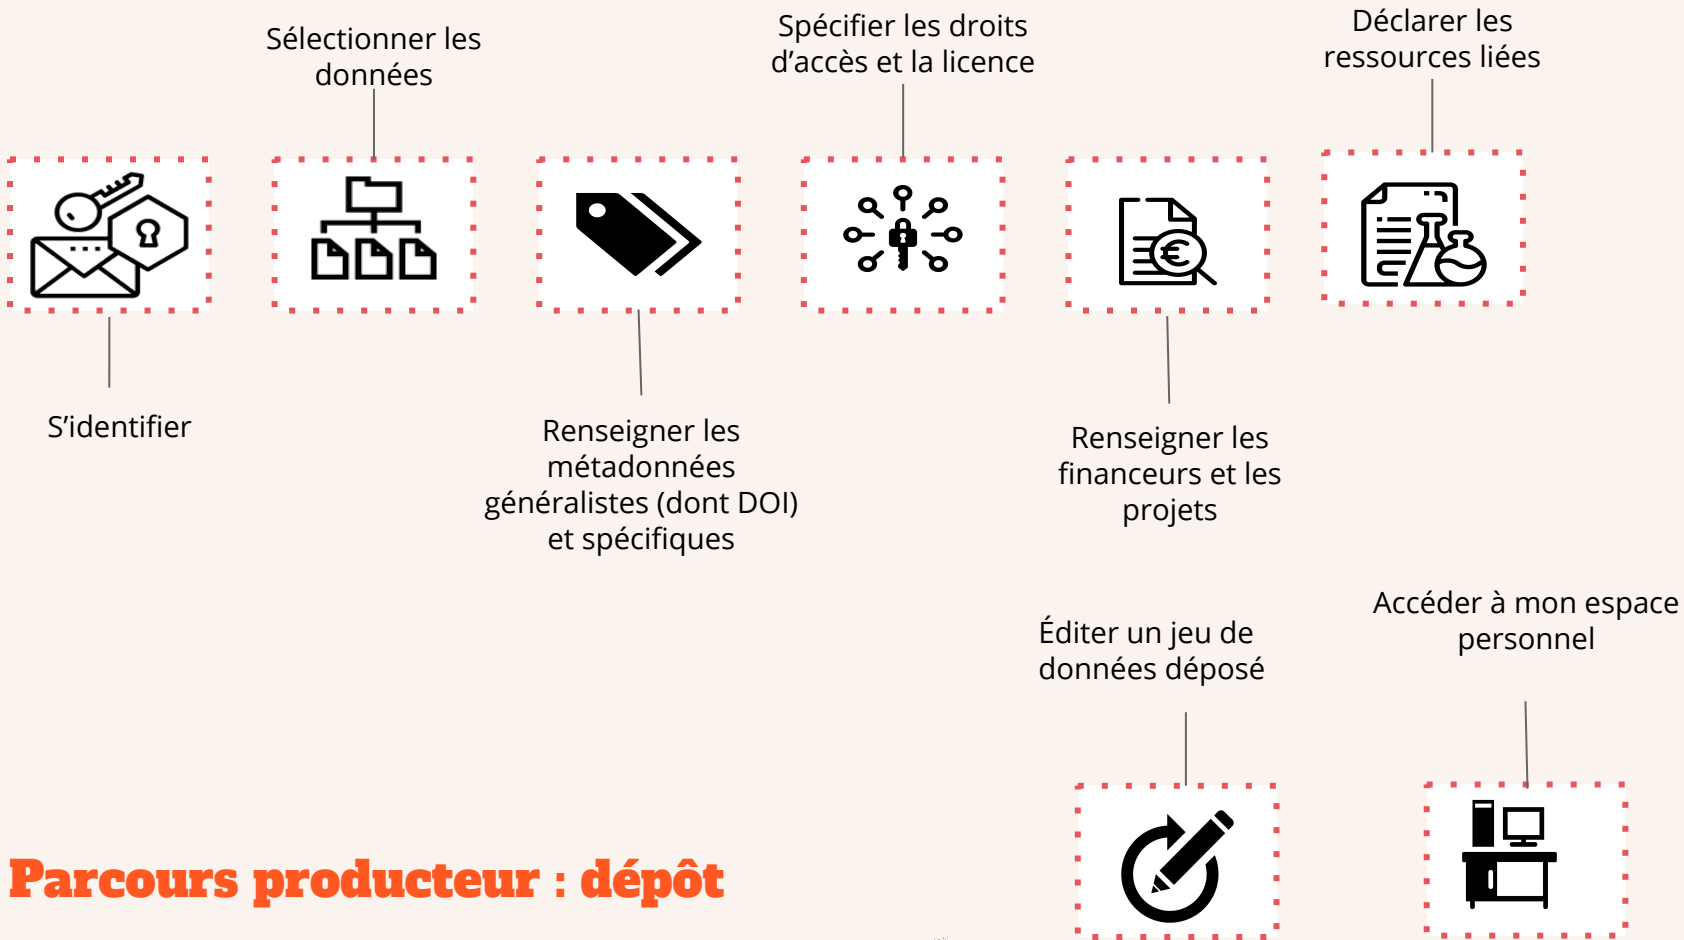 Sélectionner les
données
Spécifier les droits
d’accès et la licence
Déclarer les
ressources liées
S’identifier
Renseigner les
métadonnées
généralistes (dont DOI)
et spécifiques
Renseigner les
financeurs et les
projets
Éditer un jeu de
données déposé
Accéder à mon espace
personnel
Parcours producteur : dépôt